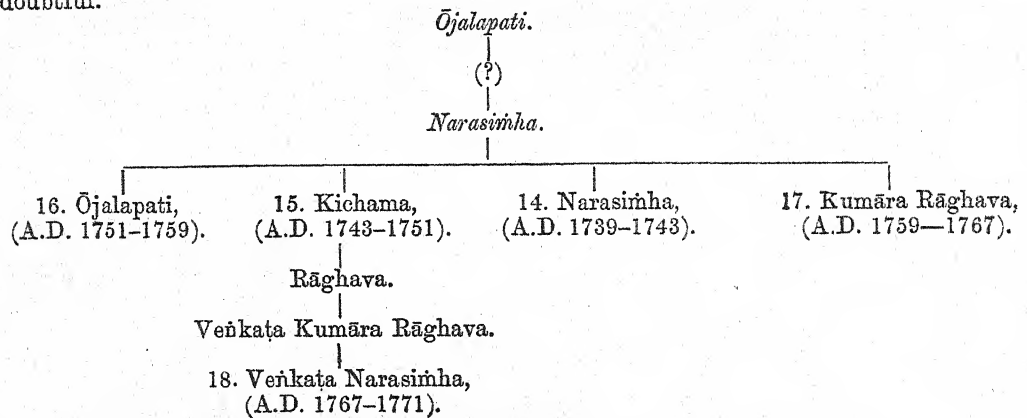 doubtful.
Ōjalapati.
(?)
Narasiṁha.
16. Ōjalapati, 15. Kichama, 14. Narasiṁha, 17. Kumāra Rāghava,
(A.D. 1751–1759). (A.D. 1743–1751). (A.D. 1739–1743). (A.D. 1759—1767).
Rāghava.
Veṅkaṭa Kumāra Rāghava.
18. Veṅkaṭa Narasiṁha,
(A.D. 1767–1771).